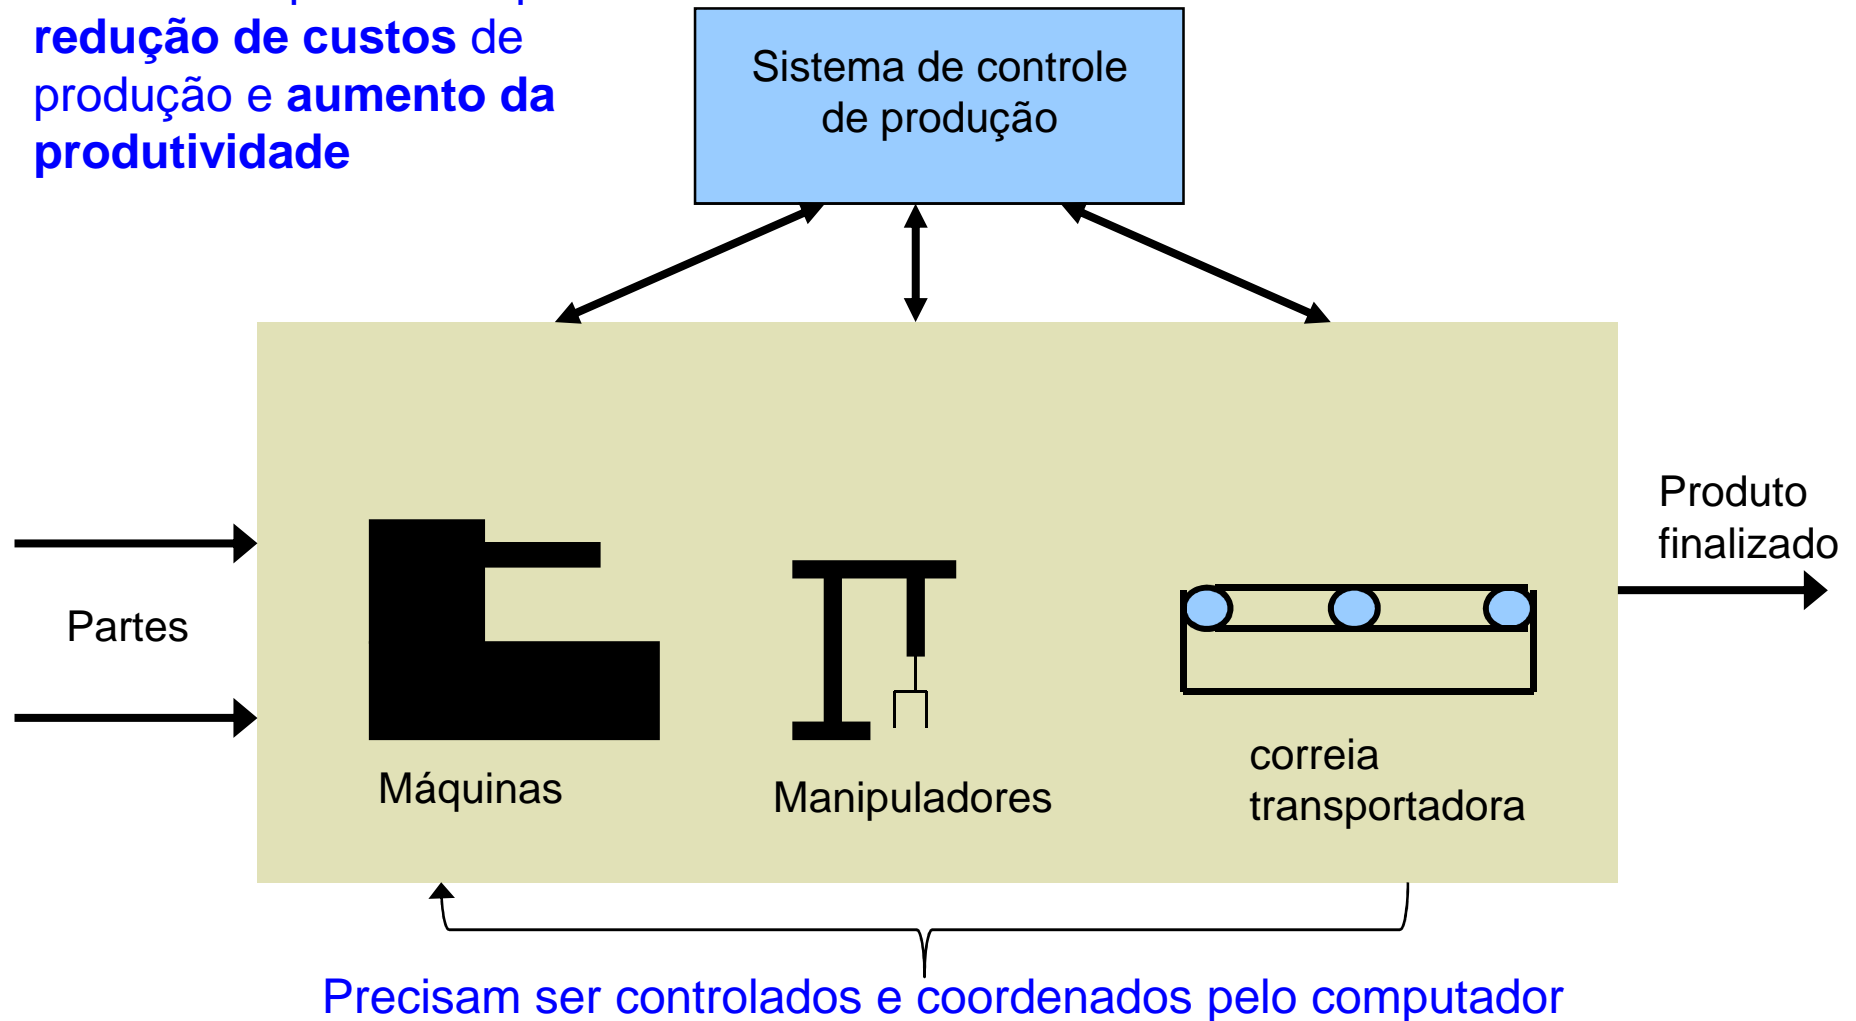 redução de custos de
produção e aumento da
produtividade
Sistema de controle
de produção
Produto
finalizado
Partes
Máquinas
Manipuladores
correia
transportadora
Precisam ser controlados e coordenados pelo computador